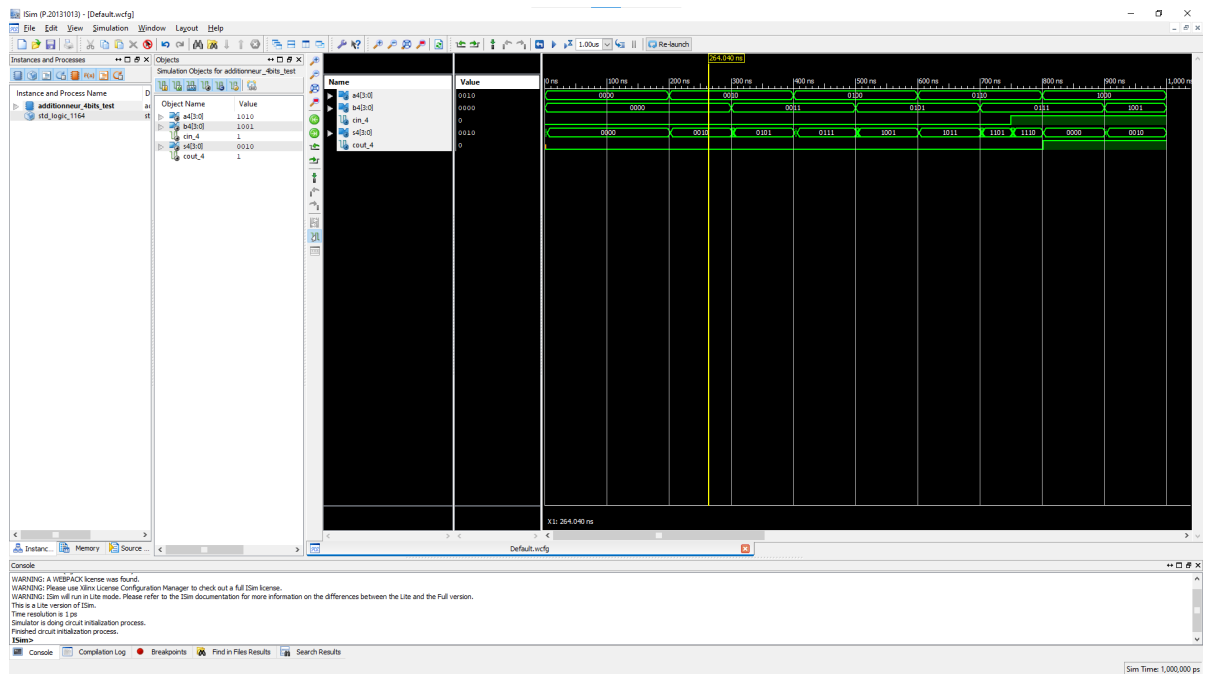 ISim (P.20131013) - [Default.wcfg]
File Edit View Simulation Window Layout Help
1.00us Re-launch
Instances and Processes
Instance and Process Name D
additionneur_4bits_test ad
std_logic_1164 st
Instanc... Memory Source ...
Objects
Simulation Objects for additionneur_4bits_test
Object Name Value
a4[3:0] 1010
b4[3:0] 1001
cin_4 1
s4[3:0] 0010
cout_4 1
Name Value
a4[3:0] 0010
b4[3:0] 0000
cin_4 0
s4[3:0] 0010
cout_4 0
264.040 ns
0 ns 100 ns 200 ns 300 ns 400 ns 500 ns 600 ns 700 ns 800 ns 900 ns 1,000 ns
0000 0010 0100 0110 1000
0000 0011 0101 0111 1001
0000 0010 0101 0111 1001 1011 1101 1110 0000 0010
X1: 264.040 ns
Default.wcfg
Console
WARNING: A WEBPACK license was found.
WARNING: Please use Xilinx License Configuration Manager to check out a full ISim license.
WARNING: ISim will run in Lite mode. Please refer to the ISim documentation for more information on the differences between the Lite and the Full version.
This is a Lite version of ISim.
Time resolution is 1 ps
Simulator is doing circuit initialization process.
Finished circuit initialization process.
ISim>
Console Compilation Log Breakpoints Find in Files Results Search Results
Sim Time: 1,000,000 ps